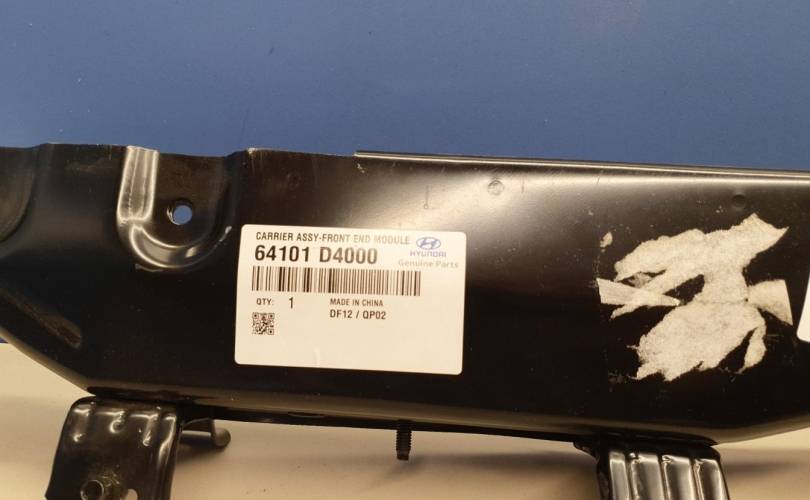 CARRIER ASSY-FRONT END MODULE
64101 D4000
HYUNDAI
Genuine Parts
QTY: 1
MADE IN CHINA
DF12 / QP02